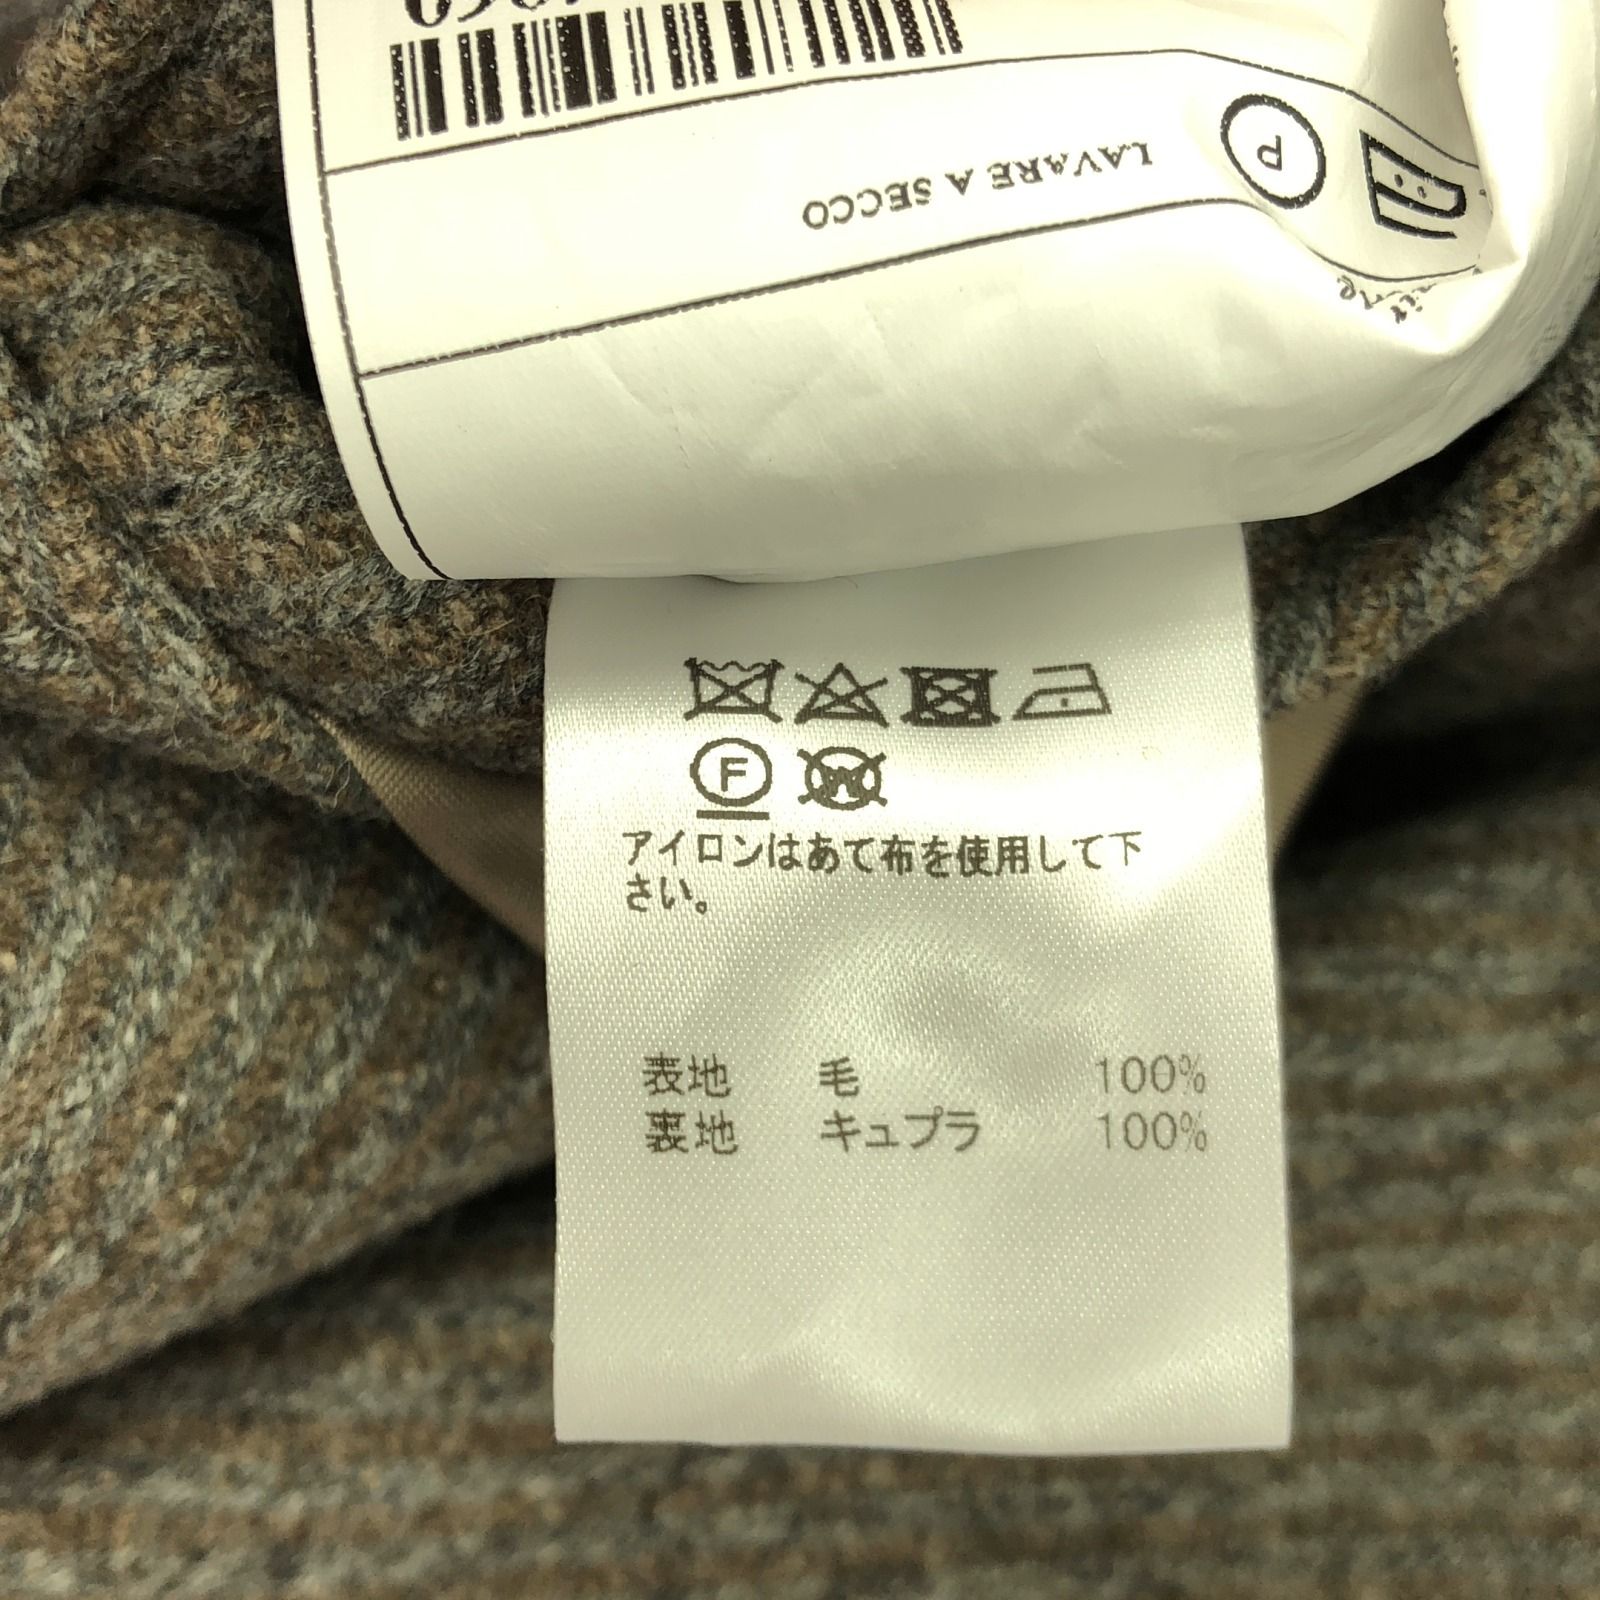 LAVARE A SECCO
P
F
W
アイロンはあて布を使用して下
さい。
表地 毛 100%
裏地 キュプラ 100%